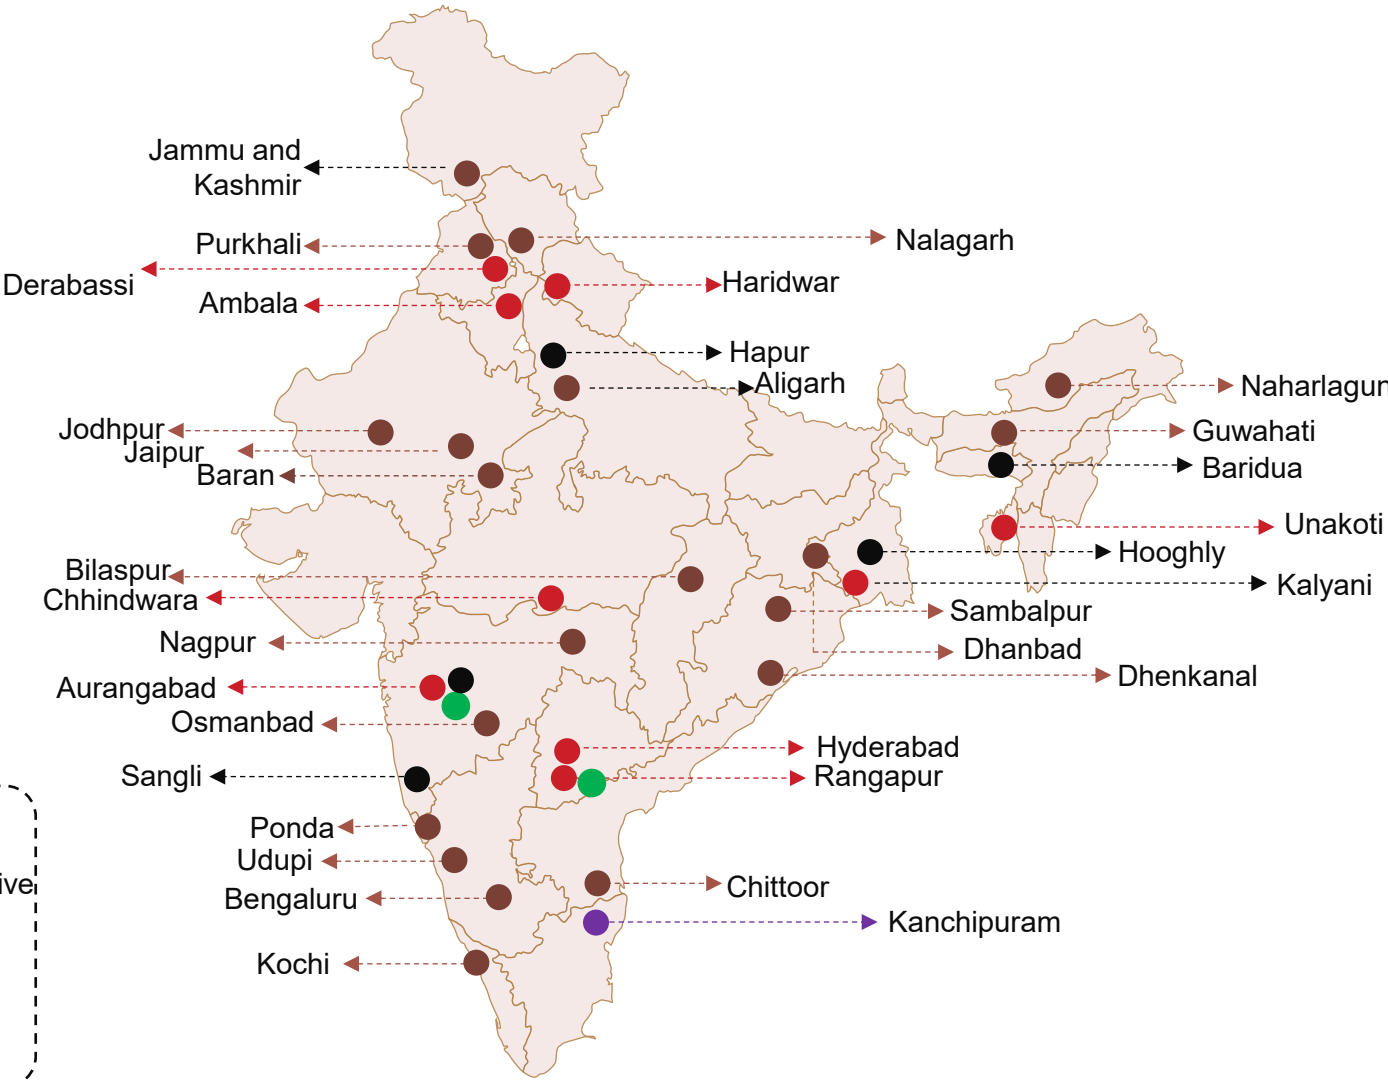 Jammu and
Kashmir
Purkhali
Nalagarh
Derabassi
Haridwar
Ambala
Hapur
Aligarh
Naharlagun
Jodhpur
Guwahati
Jaipur
Baridua
Baran
Unakoti
Hooghly
Bilaspur
Kalyani
Chhindwara
Sambalpur
Nagpur
Dhanbad
Dhenkanal
Aurangabad
Osmanbad
Hyderabad
Sangli
Rangapur
Ponda
Udupi
ive
Chittoor
Bengaluru
Kanchipuram
Kochi